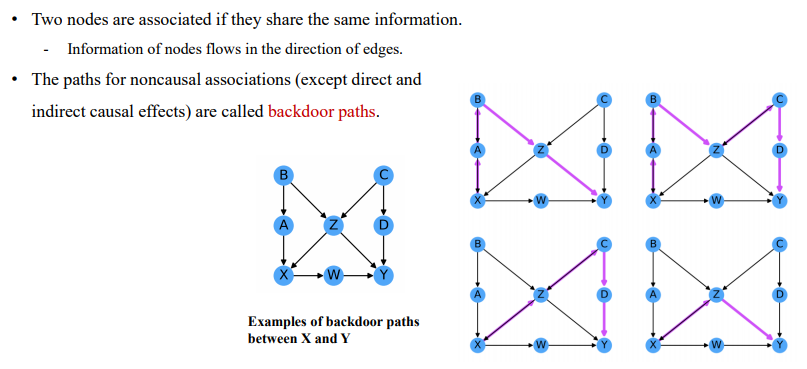 • Two nodes are associated if they share the same information.
- Information of nodes flows in the direction of edges.
• The paths for noncausal associations (except direct and
indirect causal effects) are called backdoor paths.
B C
A Z D
X W Y
Examples of backdoor paths
between X and Y
B C
A Z D
X W Y
B C
A Z D
X W Y
B C
A Z D
X W Y
B C
A Z D
X W Y